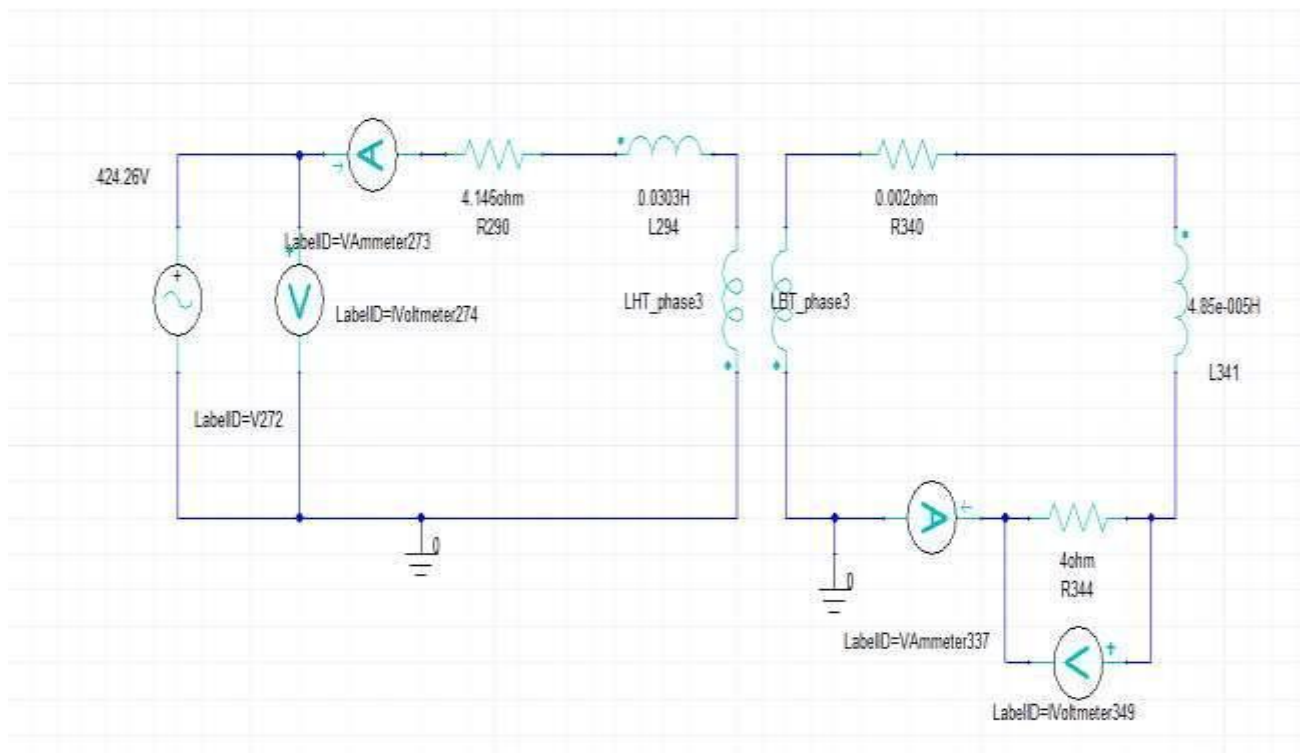 424.26V
4.146ohm
R290
0.0303H
L294
0.002ohm
R340
LabelID=VAmmeter273
LabelID=IVoltmeter274
LHT_phase3
LBT_phase3
4.85e-005H
L341
LabelID=V272
0
0
4ohm
R344
LabelID=VAmmeter337
LabelID=IVoltmeter349